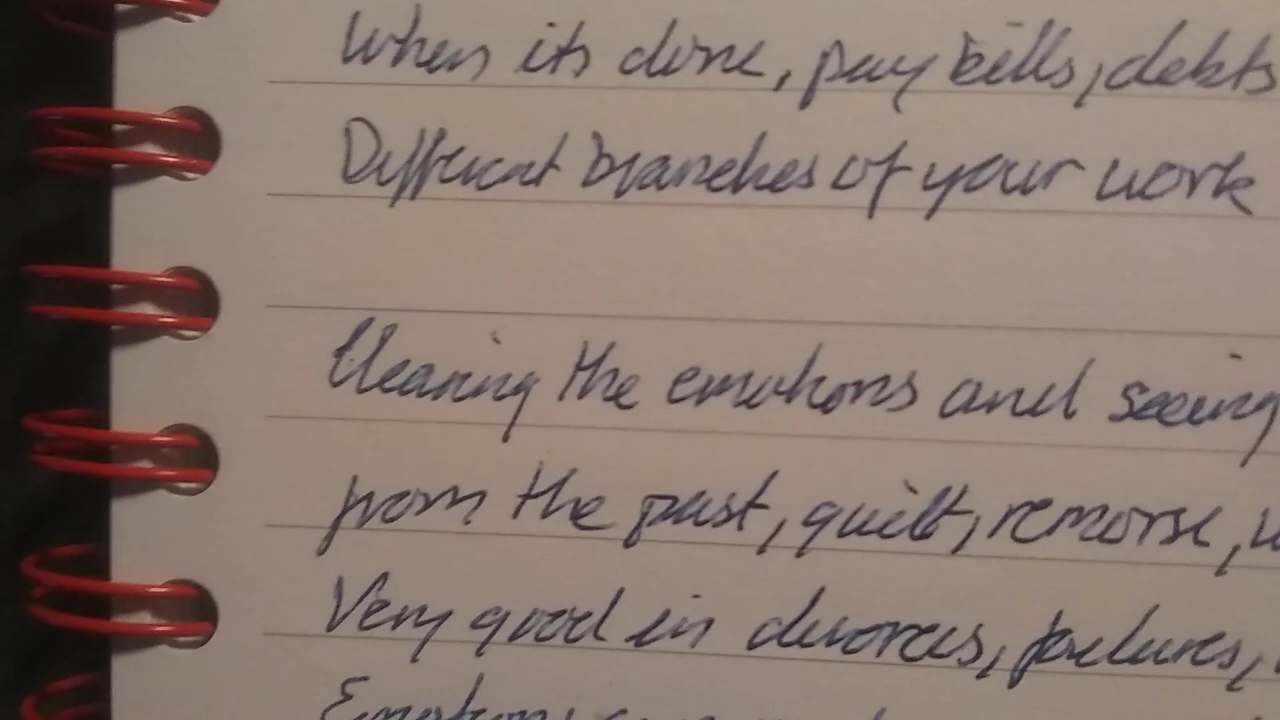 When its done, pay bills, debts
Different branches of your work
Clearing the emotions and seeing
from the past, guilt, remorse,
Very good in divorces, failures,
Emotions